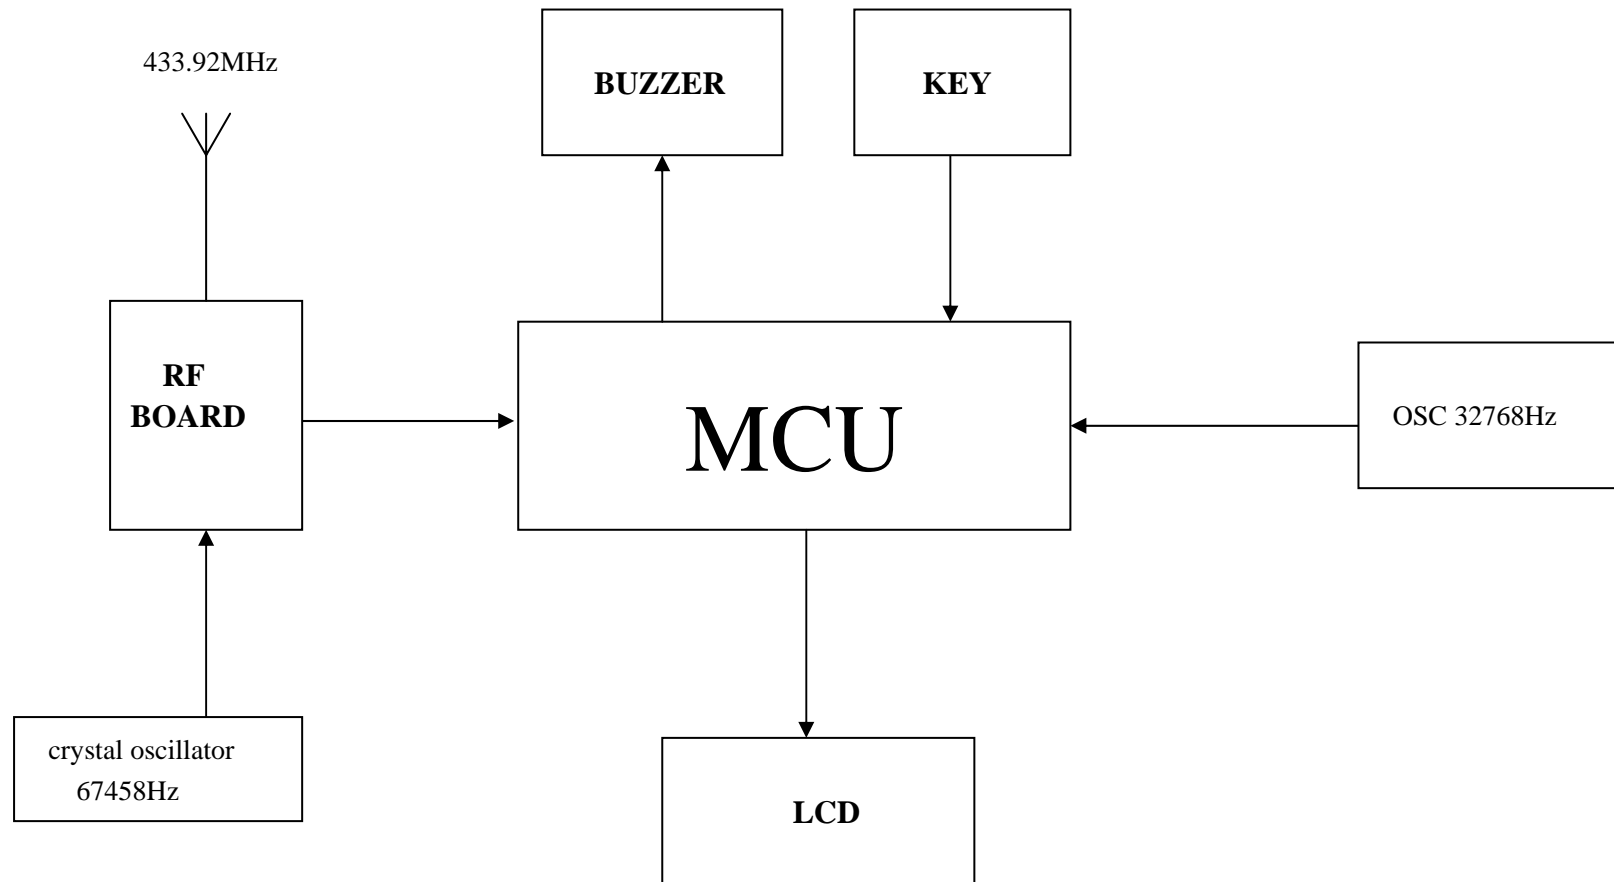 433.92MHz
BUZZER
KEY
RF
BOARD
MCU
OSC 32768Hz
crystal oscillator
67458Hz
LCD